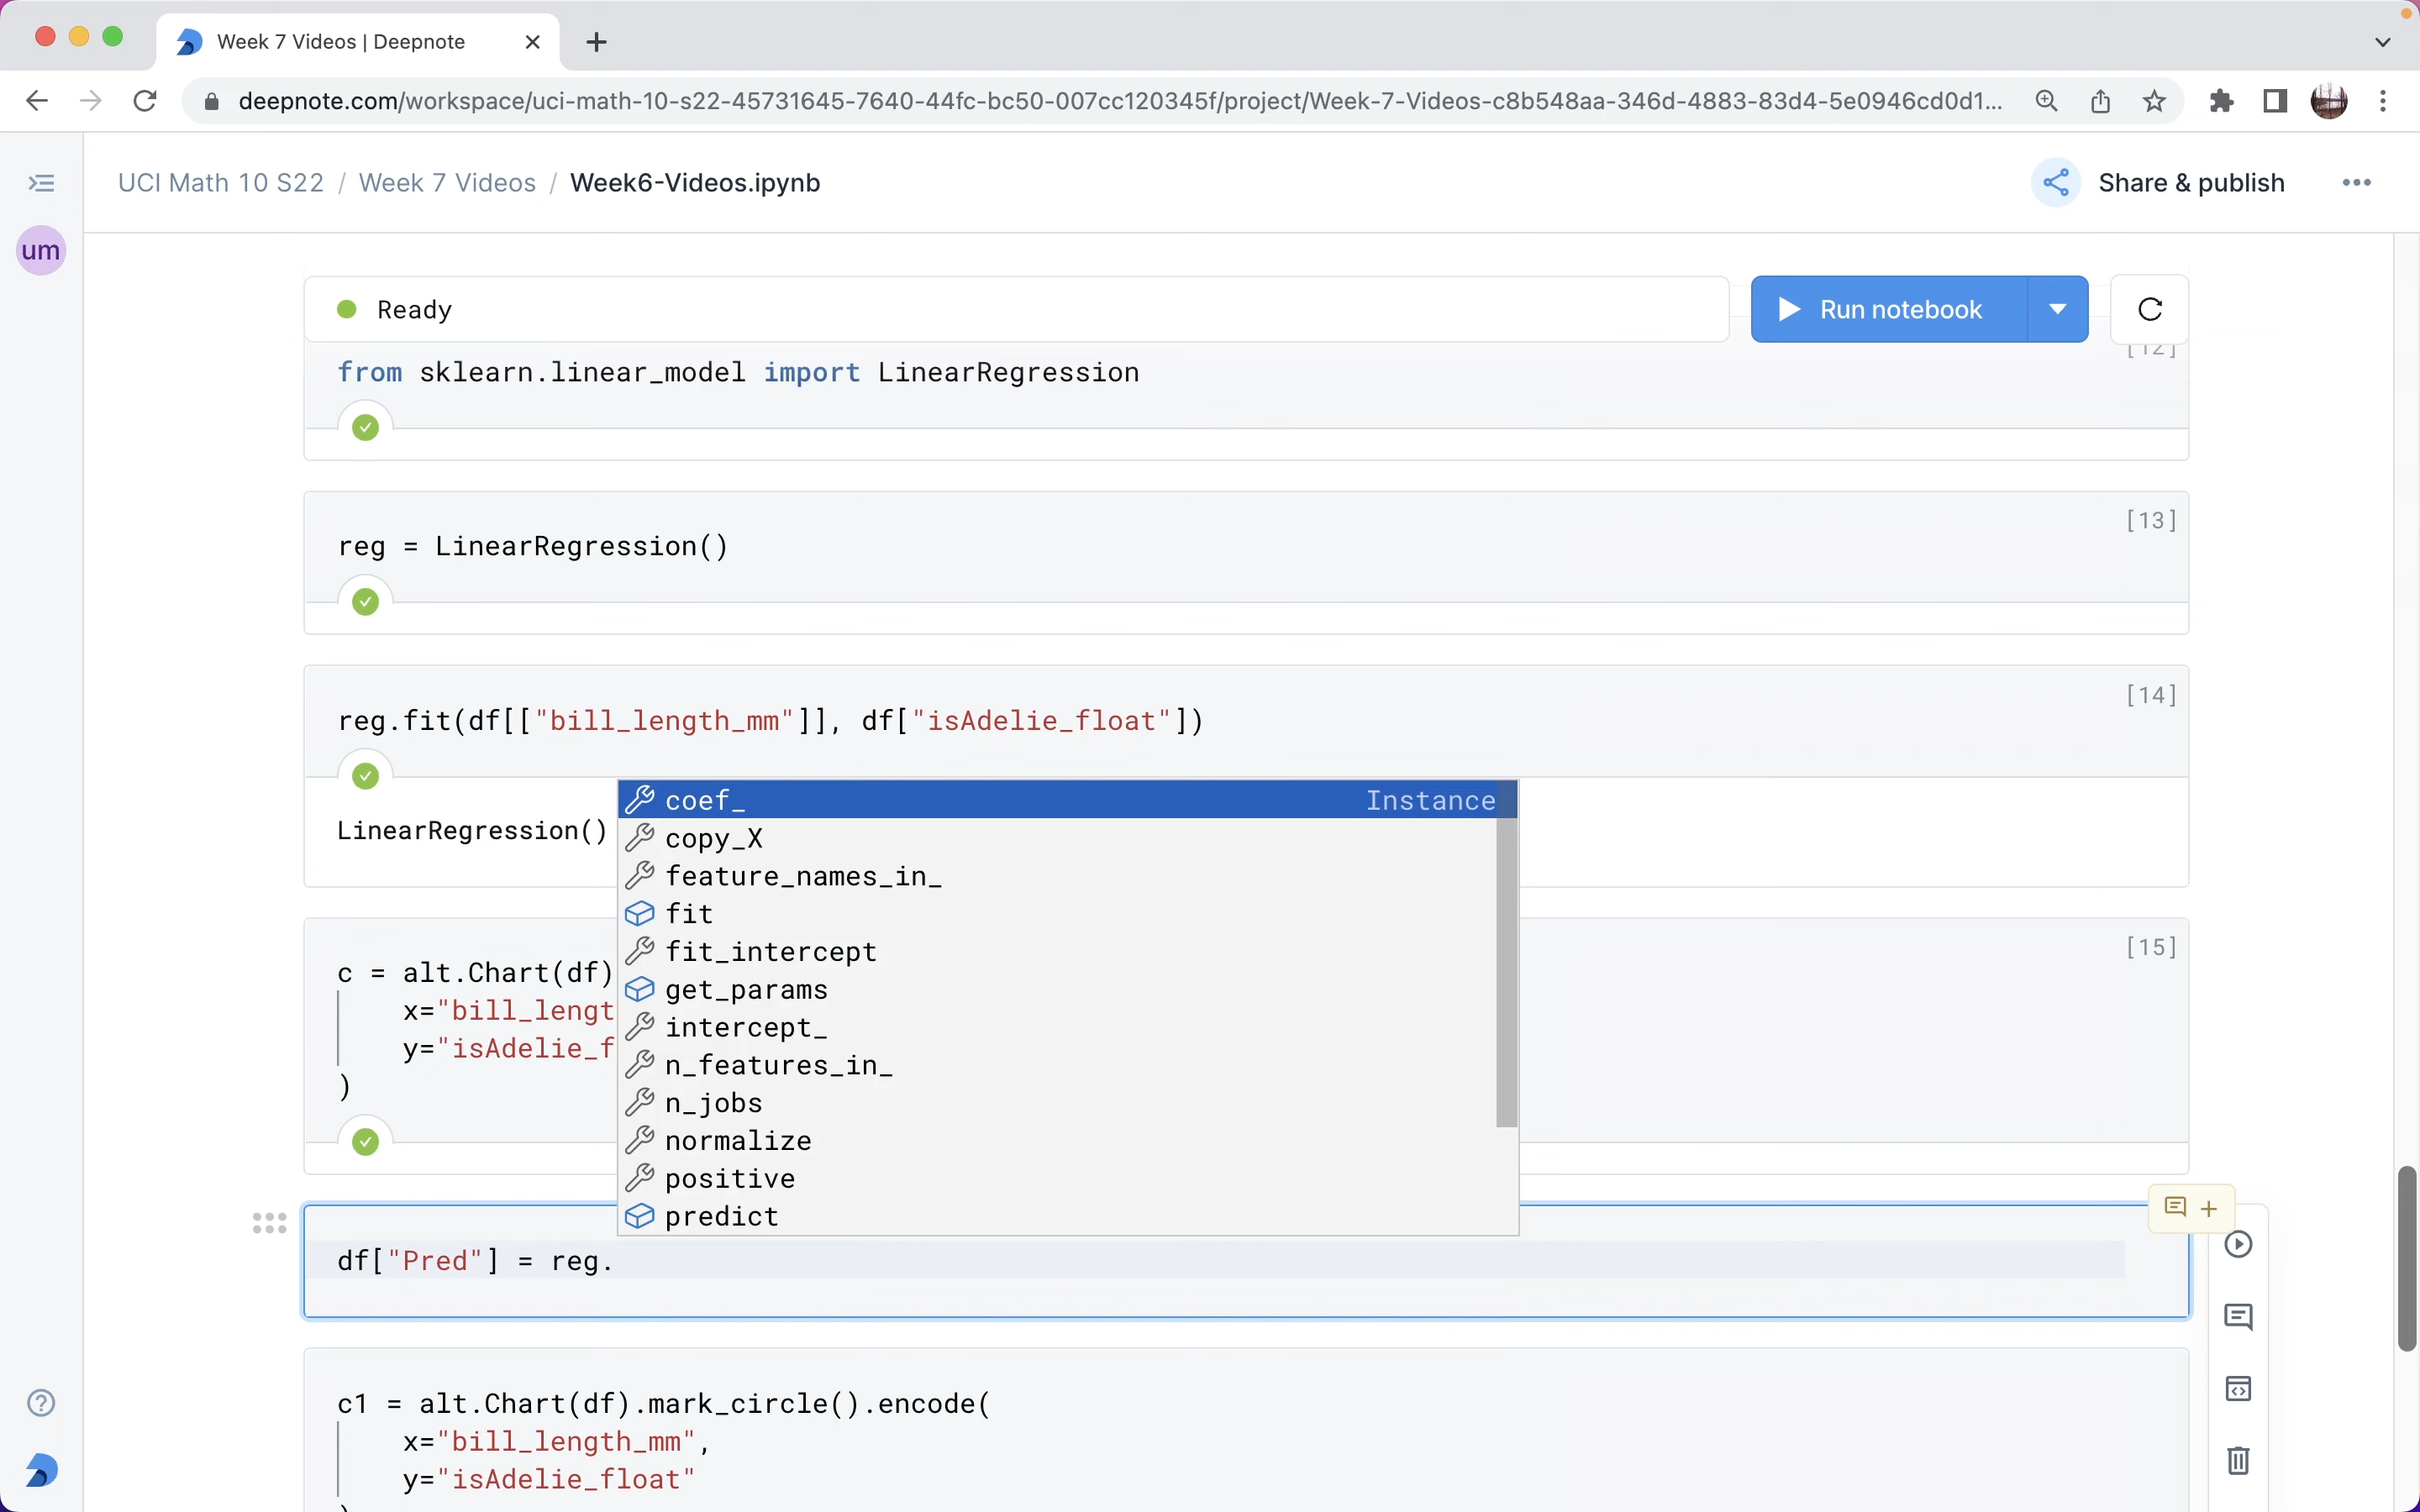 Week 7 Videos | Deepnote
deepnote.com/workspace/uci-math-10-s22-45731645-7640-44fc-bc50-007cc120345f/project/Week-7-Videos-c8b548aa-346d-4883-83d4-5e0946cd0d1...
UCI Math 10 S22 / Week 7 Videos / Week6-Videos.ipynb
Share & publish
um
Ready
Run notebook
[12]
from sklearn.linear_model import LinearRegression
[13]
reg = LinearRegression()
[14]
reg.fit(df[["bill_length_mm"]], df["isAdelie_float"])
LinearRegression()
coef_ Instance
copy_X
feature_names_in_
fit
fit_intercept
get_params
intercept_
n_features_in_
n_jobs
normalize
positive
predict
[15]
c = alt.Chart(df)
x="bill_lengt
y="isAdelie_f
)
df["Pred"] = reg.
c1 = alt.Chart(df).mark_circle().encode(
x="bill_length_mm",
y="isAdelie_float"
)